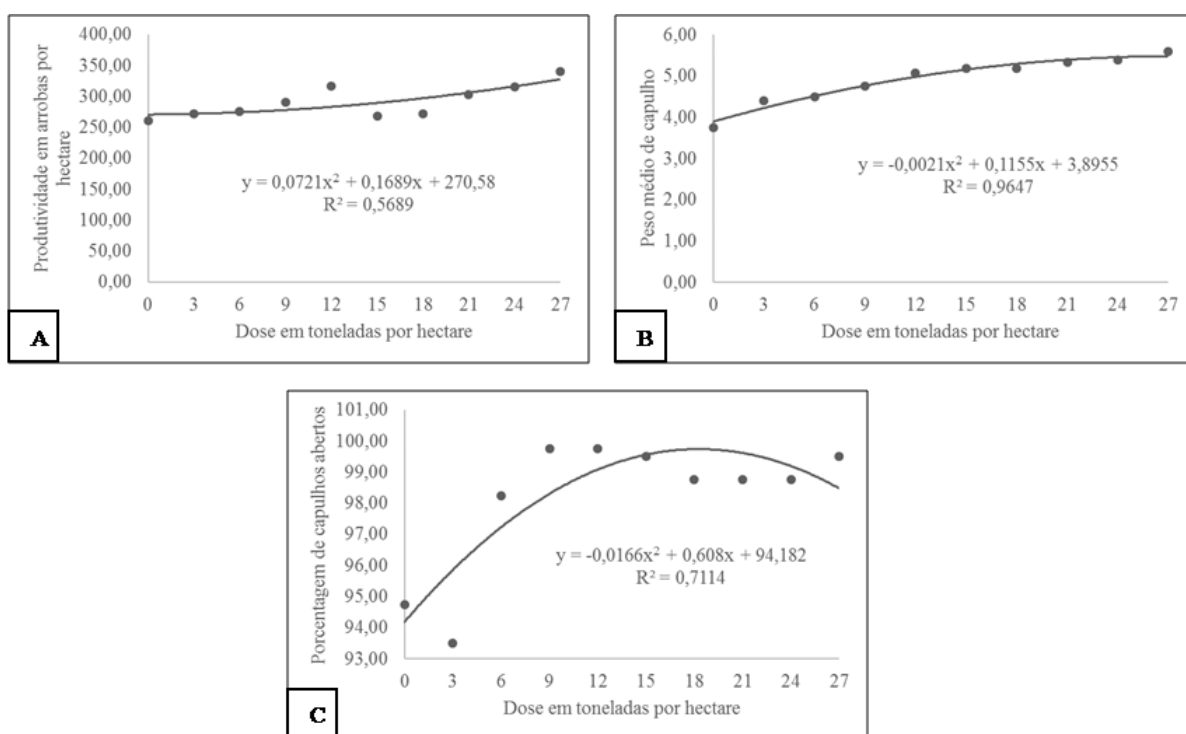 Produtividade em arrobas por
hectare
400,00
350,00
300,00
250,00
200,00
150,00
100,00
50,00
0,00
y = 0,0721x² + 0,1689x + 270,58
R² = 0,5689
0 3 6 9 12 15 18 21 24 27
Dose em toneladas por hectare
A
Peso médio de capulho
6,00
5,00
4,00
3,00
2,00
1,00
0,00
y = -0,0021x² + 0,1155x + 3,8955
R² = 0,9647
0 3 6 9 12 15 18 21 24 27
Dose em toneladas por hectare
B
Porcentagem de capulhos abertos
101,00
100,00
99,00
98,00
97,00
96,00
95,00
94,00
93,00
y = -0,0166x² + 0,608x + 94,182
R² = 0,7114
0 3 6 9 12 15 18 21 24 27
Dose em toneladas por hectare
C